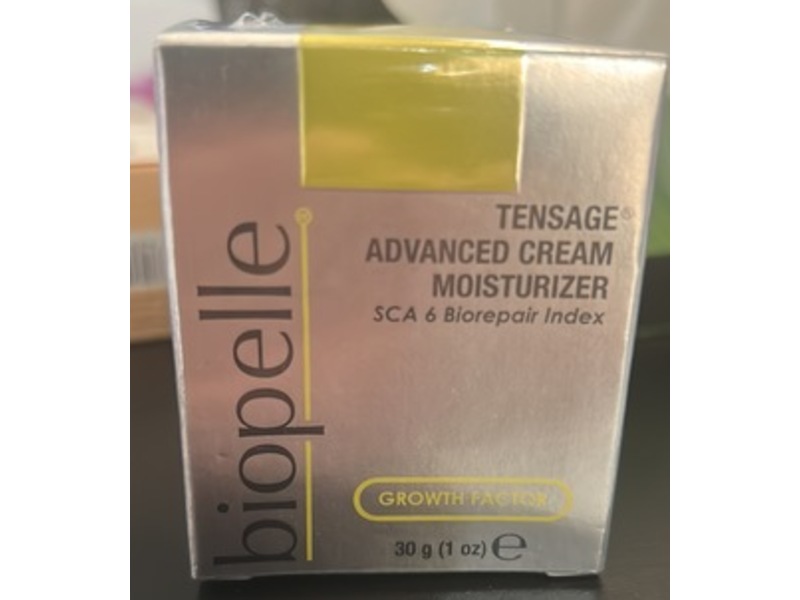 biopelle®
TENSAGE®
ADVANCED CREAM
MOISTURIZER
SCA 6 Biorepair Index
GROWTH FACTOR
30 g (1 oz) ℮